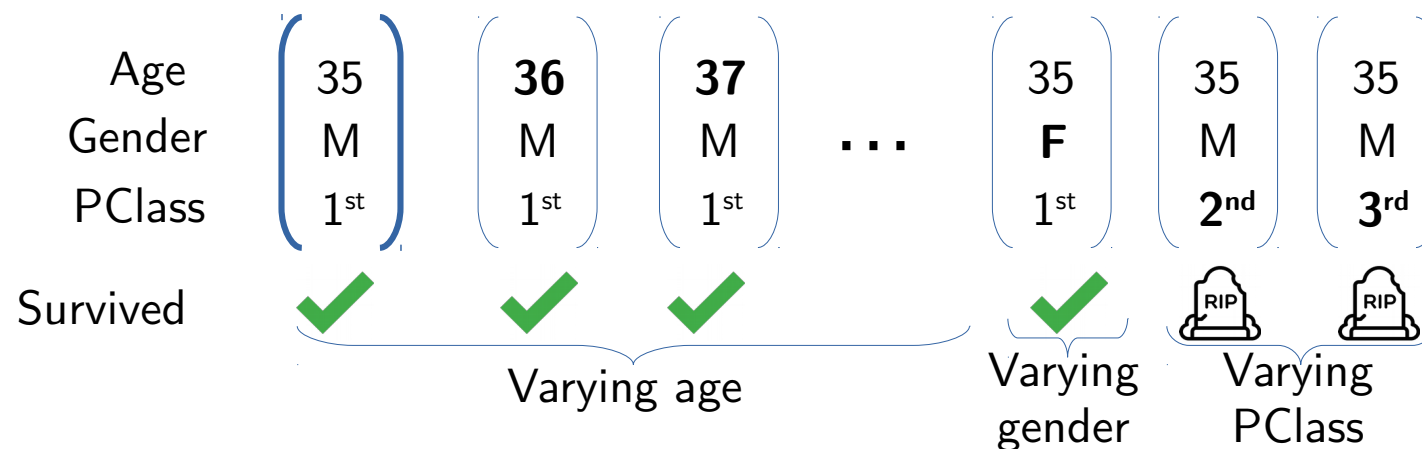 Age 35 36 37 35 35 35
Gender M M M ... F M M
PClass 1st 1st 1st 1st 2nd 3rd
Survived RIP RIP
Varying age Varying gender Varying PClass